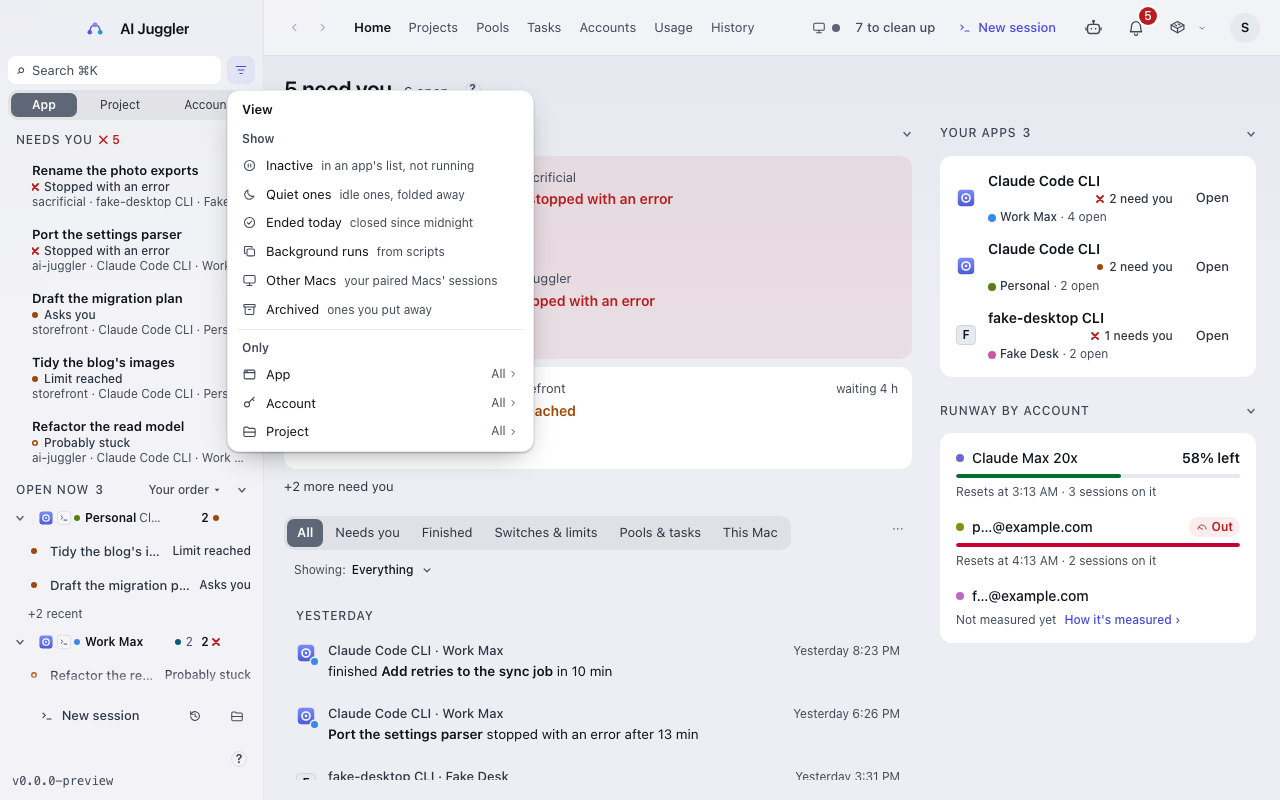 AI Juggler
Search ⌘K
App Project Accoun
NEEDS YOU 5
Rename the photo exports
Stopped with an error
sacrificial · fake-desktop CLI · Fake
Port the settings parser
Stopped with an error
ai-juggler · Claude Code CLI · Work
Draft the migration plan
Asks you
storefront · Claude Code CLI · Pers
Tidy the blog's images
Limit reached
storefront · Claude Code CLI · Pers
Refactor the read model
Probably stuck
ai-juggler · Claude Code CLI · Work ...
OPEN NOW 3 Your order
Personal Cl... 2
Tidy the blog's i... Limit reached
Draft the migration p... Asks you
+2 recent
Work Max 2 2
Refactor the re... Probably stuck
New session
?
v0.0.0-preview
Home Projects Pools Tasks Accounts Usage History
7 to clean up
New session
5
S
5 need you 6 open ?
View
Show
Inactive in an app's list, not running
Quiet ones idle ones, folded away
Ended today closed since midnight
Background runs from scripts
Other Macs your paired Macs' sessions
Archived ones you put away
Only
App All ›
Account All ›
Project All ›
crificial
stopped with an error
uggler
pped with an error
efront waiting 4 h
ached
+2 more need you
All Needs you Finished Switches & limits Pools & tasks This Mac
...
Showing: Everything
YESTERDAY
Claude Code CLI · Work Max Yesterday 8:23 PM
finished Add retries to the sync job in 10 min
Claude Code CLI · Work Max Yesterday 6:26 PM
Port the settings parser stopped with an error after 13 min
fake-desktop CLI · Fake Desk Yesterday 3:31 PM
YOUR APPS 3
Claude Code CLI
2 need you Open
Work Max · 4 open
Claude Code CLI
2 need you Open
Personal · 2 open
F
fake-desktop CLI
1 needs you Open
Fake Desk · 2 open
RUNWAY BY ACCOUNT
Claude Max 20x 58% left
Resets at 3:13 AM · 3 sessions on it
p...@example.com Out
Resets at 4:13 AM · 2 sessions on it
f...@example.com
Not measured yet How it's measured ›